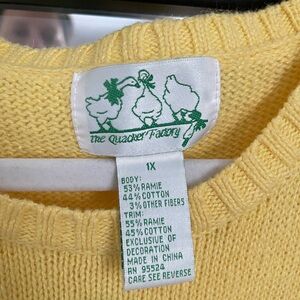 The Quacker Factory
1X
BODY:
53% RAMIE
44% COTTON
3% OTHER FIBERS
TRIM:
55% RAMIE
45% COTTON
EXCLUSIVE OF
DECORATION
MADE IN CHINA
RN 95524
CARE SEE REVERSE